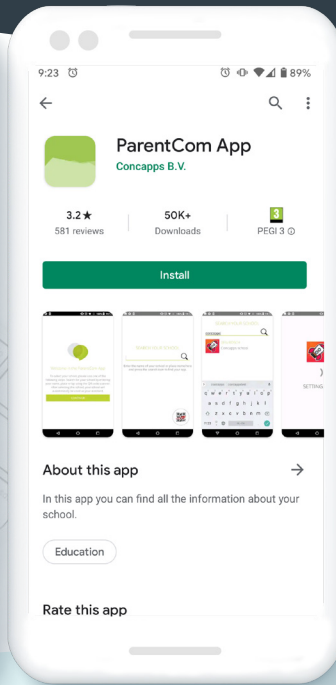 9:23
89%
ParentCom App
Concapps B.V.
3.2★
50K+
3
581 reviews
Downloads
PEGI 3
Install
About this app
In this app you can find all the information about your
school.
Education
Rate this app